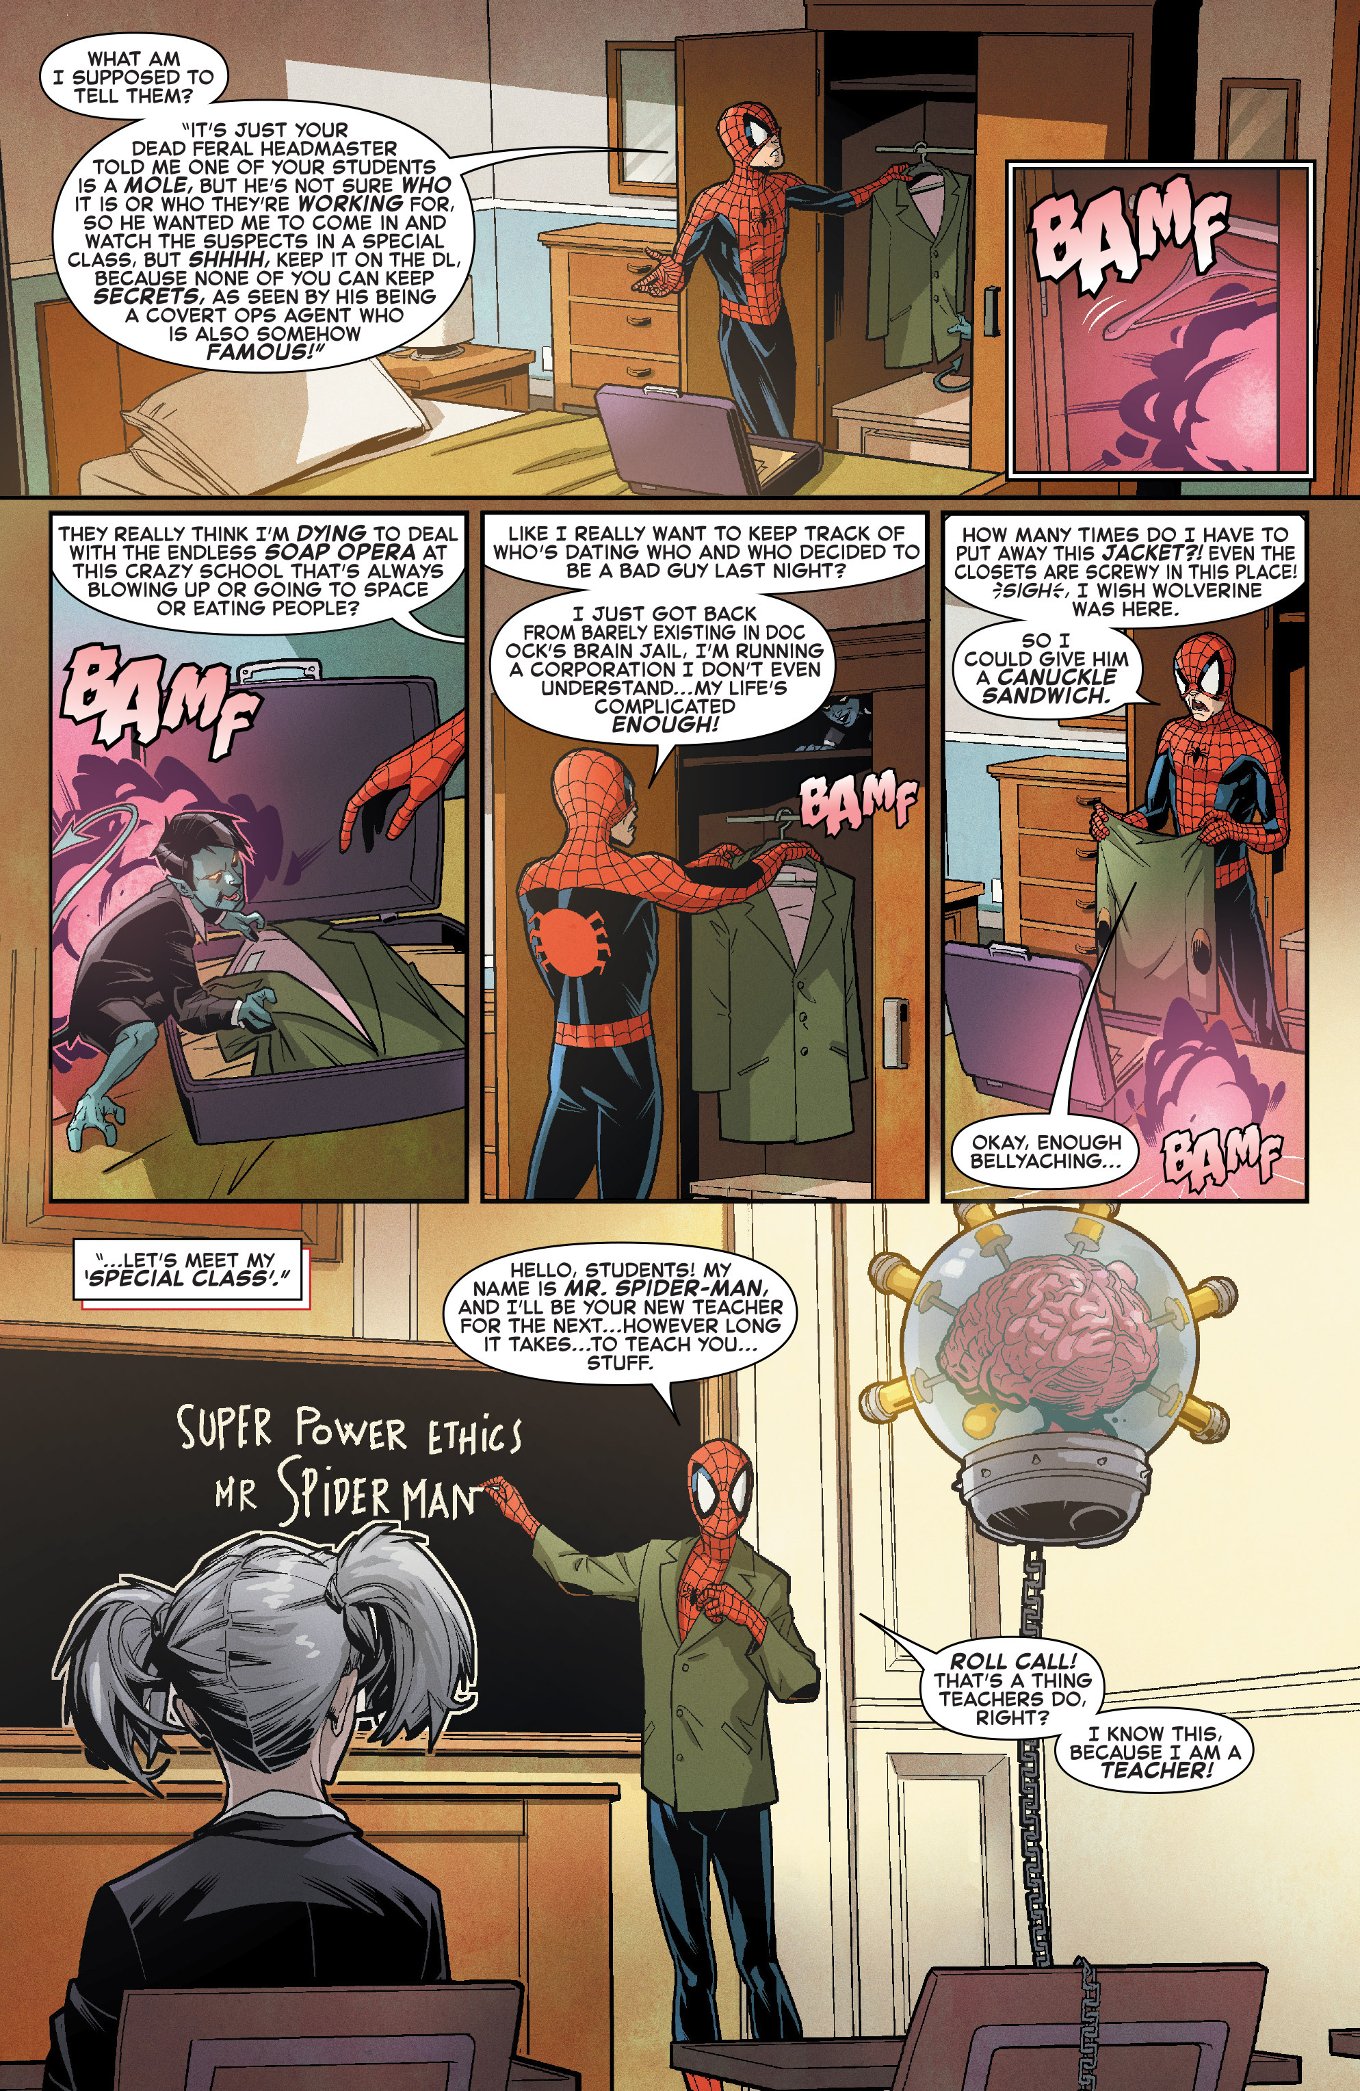 WHAT AM
I SUPPOSED TO
TELL THEM?
"IT'S JUST YOUR
DEAD FERAL HEADMASTER
TOLD ME ONE OF YOUR STUDENTS
IS A MOLE, BUT HE'S NOT SURE WHO
IT IS OR WHO THEY'RE WORKING FOR,
SO HE WANTED ME TO COME IN AND
WATCH THE SUSPECTS IN A SPECIAL
CLASS, BUT SHHHH, KEEP IT ON THE DL,
BECAUSE NONE OF YOU CAN KEEP
SECRETS, AS SEEN BY HIS BEING
A COVERT OPS AGENT WHO
IS ALSO SOMEHOW
FAMOUS!"
BAMF
THEY REALLY THINK I'M DYING TO DEAL
WITH THE ENDLESS SOAP OPERA AT
THIS CRAZY SCHOOL THAT'S ALWAYS
BLOWING UP OR GOING TO SPACE
OR EATING PEOPLE?
BAMF
LIKE I REALLY WANT TO KEEP TRACK OF
WHO'S DATING WHO AND WHO DECIDED TO
BE A BAD GUY LAST NIGHT?
I JUST GOT BACK
FROM BARELY EXISTING IN DOC
OCK'S BRAIN JAIL, I'M RUNNING
A CORPORATION I DON'T EVEN
UNDERSTAND...MY LIFE'S
COMPLICATED
ENOUGH!
BAMF
HOW MANY TIMES DO I HAVE TO
PUT AWAY THIS JACKET?! EVEN THE
CLOSETS ARE SCREWY IN THIS PLACE!
SIGH, I WISH WOLVERINE
WAS HERE.
SO I
COULD GIVE HIM
A CANUCKLE
SANDWICH.
OKAY, ENOUGH
BELLYACHING...
BAMF
"...LET'S MEET MY
'SPECIAL CLASS'."
HELLO, STUDENTS! MY
NAME IS MR. SPIDER-MAN,
AND I'LL BE YOUR NEW TEACHER
FOR THE NEXT...HOWEVER LONG
IT TAKES...TO TEACH YOU...
STUFF.
SUPER POWER ETHICS
MR SPIDER MAN
ROLL CALL!
THAT'S A THING
TEACHERS DO,
RIGHT?
I KNOW THIS,
BECAUSE I AM A
TEACHER!